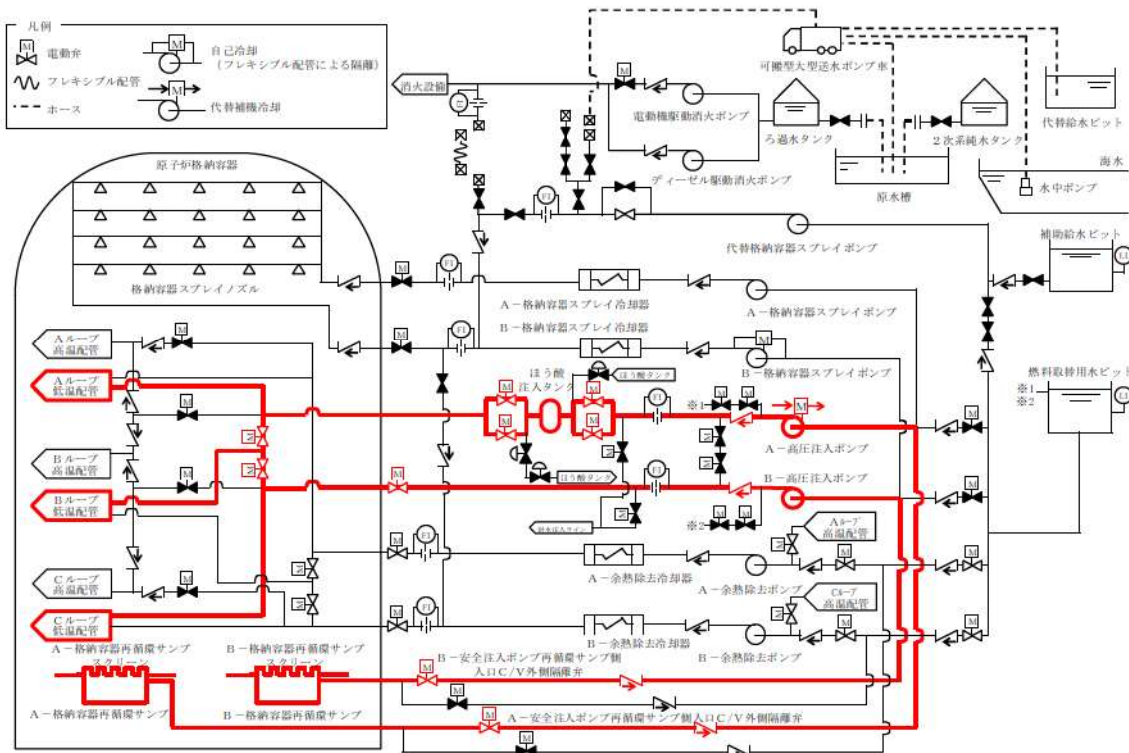 凡例
M
電動弁
フレキシブル配管
ホース
M
自己冷却
(フレキシブル配管による隔離)
M
代替補機冷却
消火設備
FI
M
電動機駆動消火ポンプ
ディーゼル駆動消火ポンプ
可搬型大型送水ポンプ車
ろ過水タンク
2次系純水タンク
原水槽
代替給水ピット
海水
水中ポンプ
代替格納容器スプレイポンプ
FI
補助給水ピット
原子炉格納容器
格納容器スプレイノズル
M
FI
A-格納容器スプレイ冷却器
A-格納容器スプレイポンプ
B-格納容器スプレイ冷却器
M
FI
M
B-格納容器スプレイポンプ
燃料取替用水ピット
※1
※2
Aループ
高温配管
M
Aループ
低温配管
M
Bループ
高温配管
M
Bループ
低温配管
M
Cループ
高温配管
M
Cループ
低温配管
ほう酸
注入タンク
ほう酸タンク
M
M
M
M
FI
※1
M
M
M
A-高圧注入ポンプ
ほう酸タンク
M
FI
B-高圧注入ポンプ
※2
M
M
Aループ
高温配管
M
FI
A-余熱除去冷却器
A-余熱除去ポンプ
Cループ
高温配管
M
FI
B-余熱除去冷却器
B-余熱除去ポンプ
A-格納容器再循環サンプ
スクリーン
B-格納容器再循環サンプ
スクリーン
B-安全注入ポンプ再循環サンプ側
入口C/V外側隔離弁
M
M
A-格納容器再循環サンプ
B-格納容器再循環サンプ
A-安全注入ポンプ再循環サンプ側入口C/V外側隔離弁
M
M